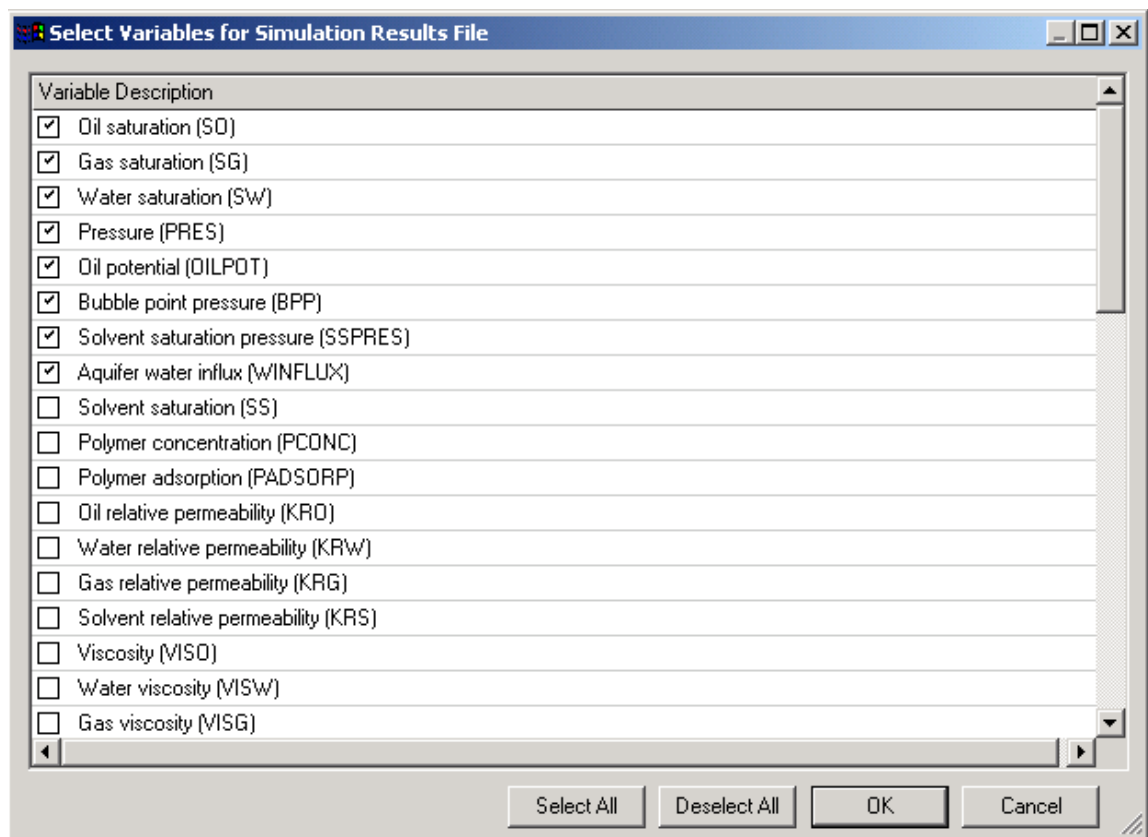 Select Variables for Simulation Results File
Variable Description
Oil saturation (SO)
Gas saturation (SG)
Water saturation (SW)
Pressure (PRES)
Oil potential (OILPOT)
Bubble point pressure (BPP)
Solvent saturation pressure (SSPRES)
Aquifer water influx (WINFLUX)
Solvent saturation (SS)
Polymer concentration (PCONC)
Polymer adsorption (PADSORP)
Oil relative permeability (KRO)
Water relative permeability (KRW)
Gas relative permeability (KRG)
Solvent relative permeability (KRS)
Viscosity (VISO)
Water viscosity (VISW)
Gas viscosity (VISG)
Select All Deselect All OK Cancel